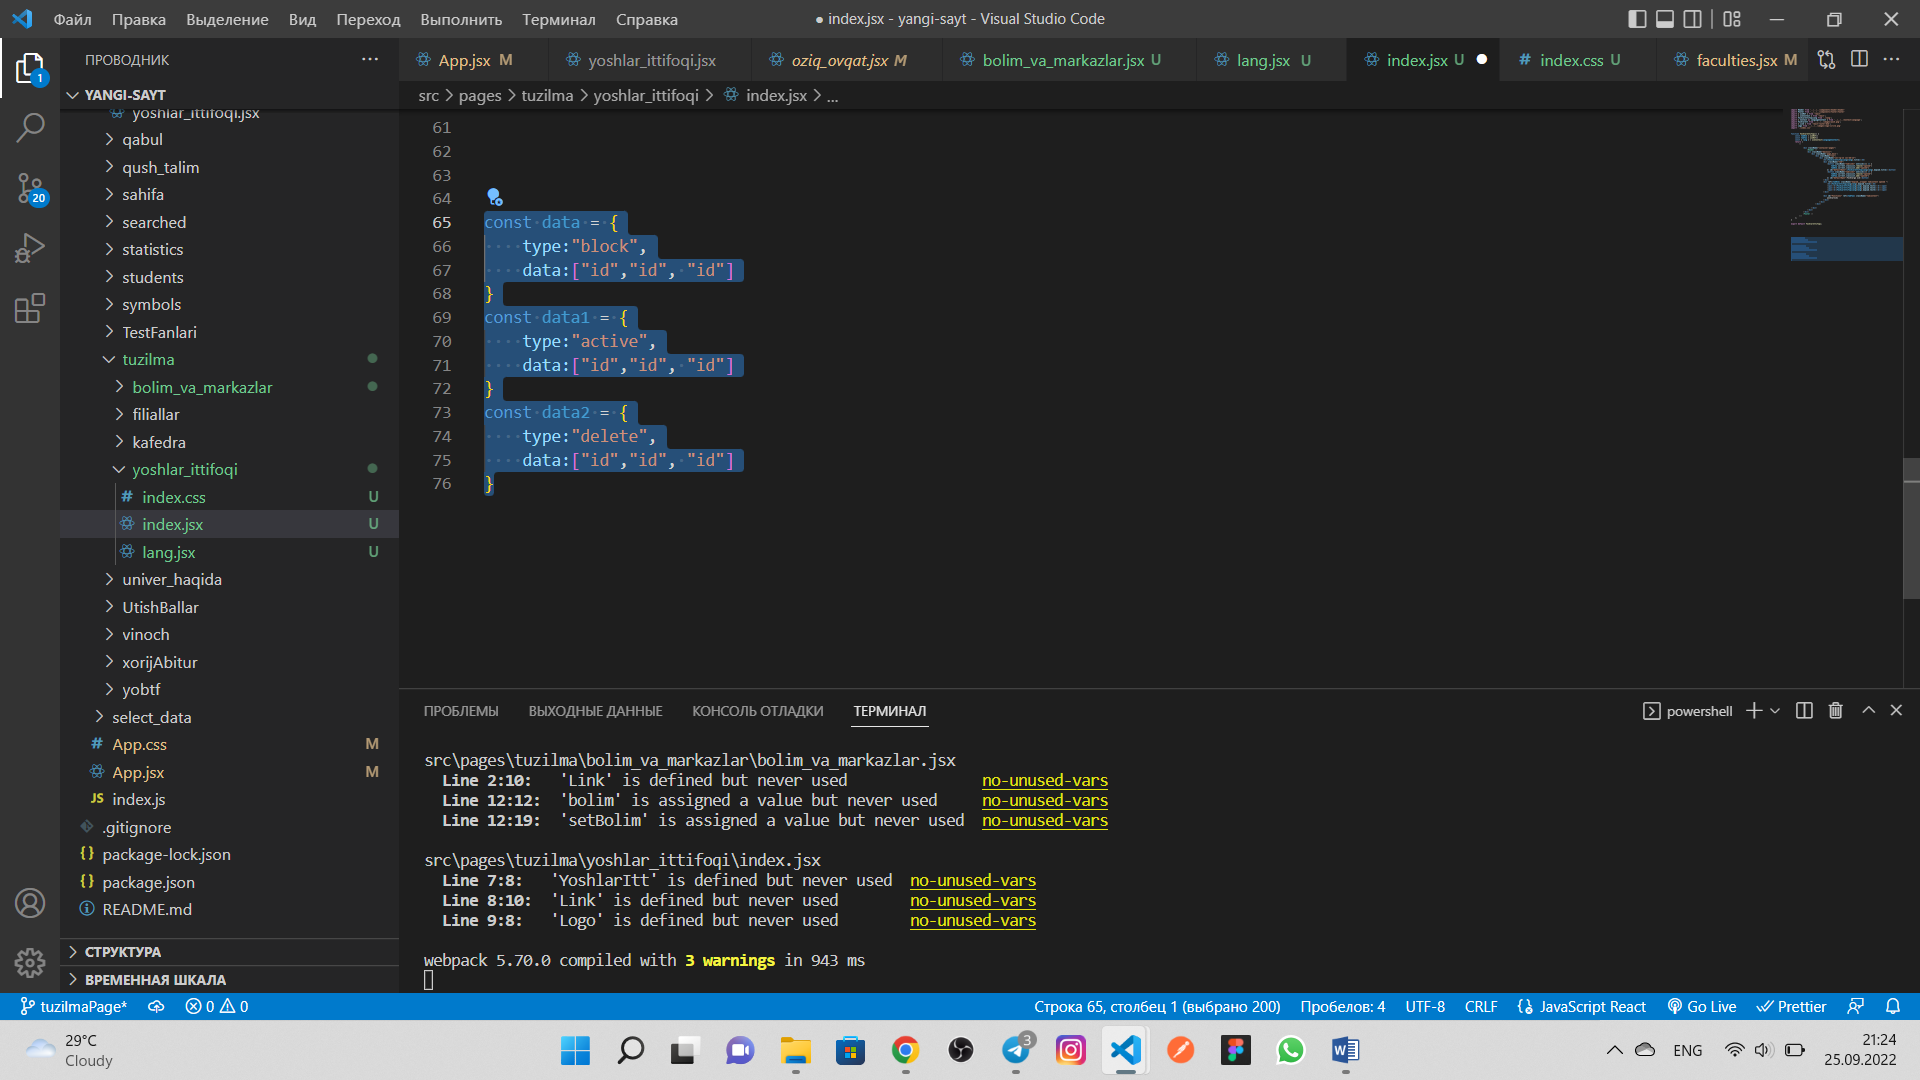 Файл Правка Выделение Вид Переход Выполнить Терминал Справка
● index.jsx - yangi-sayt - Visual Studio Code
ПРОВОДНИК
App.jsx M yoshlar_ittifoqi.jsx oziq_ovqat.jsx M bolim_va_markazlar.jsx U lang.jsx U index.jsx U index.css U faculties.jsx M
src > pages > tuzilma > yoshlar_ittifoqi > index.jsx > ...
1
20
YANGI-SAYT
yoshlar_ittifoqi.jsx
qabul
qush_talim
sahifa
searched
statistics
students
symbols
TestFanlari
tuzilma
bolim_va_markazlar
filiallar
kafedra
yoshlar_ittifoqi
# index.css U
index.jsx U
lang.jsx U
univer_haqida
UtishBallar
vinoch
xorijAbitur
yobtf
select_data
# App.css M
App.jsx M
JS index.js
.gitignore
{} package-lock.json
{} package.json
README.md
СТРУКТУРА
ВРЕМЕННАЯ ШКАЛА
61
62
63
64
65 const data = {
66 type:"block",
67 data:["id","id", "id"]
68 }
69 const data1 = {
70 type:"active",
71 data:["id","id", "id"]
72 }
73 const data2 = {
74 type:"delete",
75 data:["id","id", "id"]
76 }
ПРОБЛЕМЫ ВЫХОДНЫЕ ДАННЫЕ КОНСОЛЬ ОТЛАДКИ ТЕРМИНАЛ
powershell
src\pages\tuzilma\bolim_va_markazlar\bolim_va_markazlar.jsx
Line 2:10: 'Link' is defined but never used no-unused-vars
Line 12:12: 'bolim' is assigned a value but never used no-unused-vars
Line 12:19: 'setBolim' is assigned a value but never used no-unused-vars
src\pages\tuzilma\yoshlar_ittifoqi\index.jsx
Line 7:8: 'YoshlarItt' is defined but never used no-unused-vars
Line 8:10: 'Link' is defined but never used no-unused-vars
Line 9:8: 'Logo' is defined but never used no-unused-vars
webpack 5.70.0 compiled with 3 warnings in 943 ms
tuzilmaPage* 0 0
Строка 65, столбец 1 (выбрано 200) Пробелов: 4 UTF-8 CRLF {} JavaScript React Go Live Prettier
29°C
Cloudy
3
ENG
21:24
25.09.2022